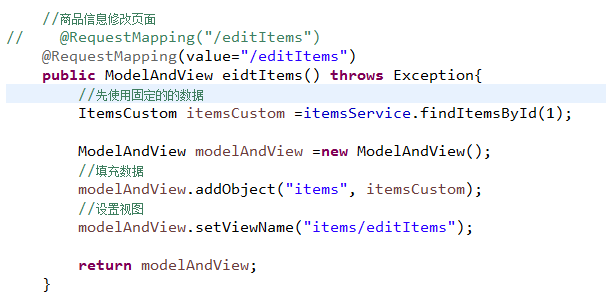 //商品信息修改页面
//    @RequestMapping("/editItems")
@RequestMapping(value="/editItems")
public ModelAndView eidtItems() throws Exception{
//先使用固定的的数据
ItemsCustom itemsCustom =itemsService.findItemsById(1);
ModelAndView modelAndView =new ModelAndView();
//填充数据
modelAndView.addObject("items", itemsCustom);
//设置视图
modelAndView.setViewName("items/editItems");
return modelAndView;
}